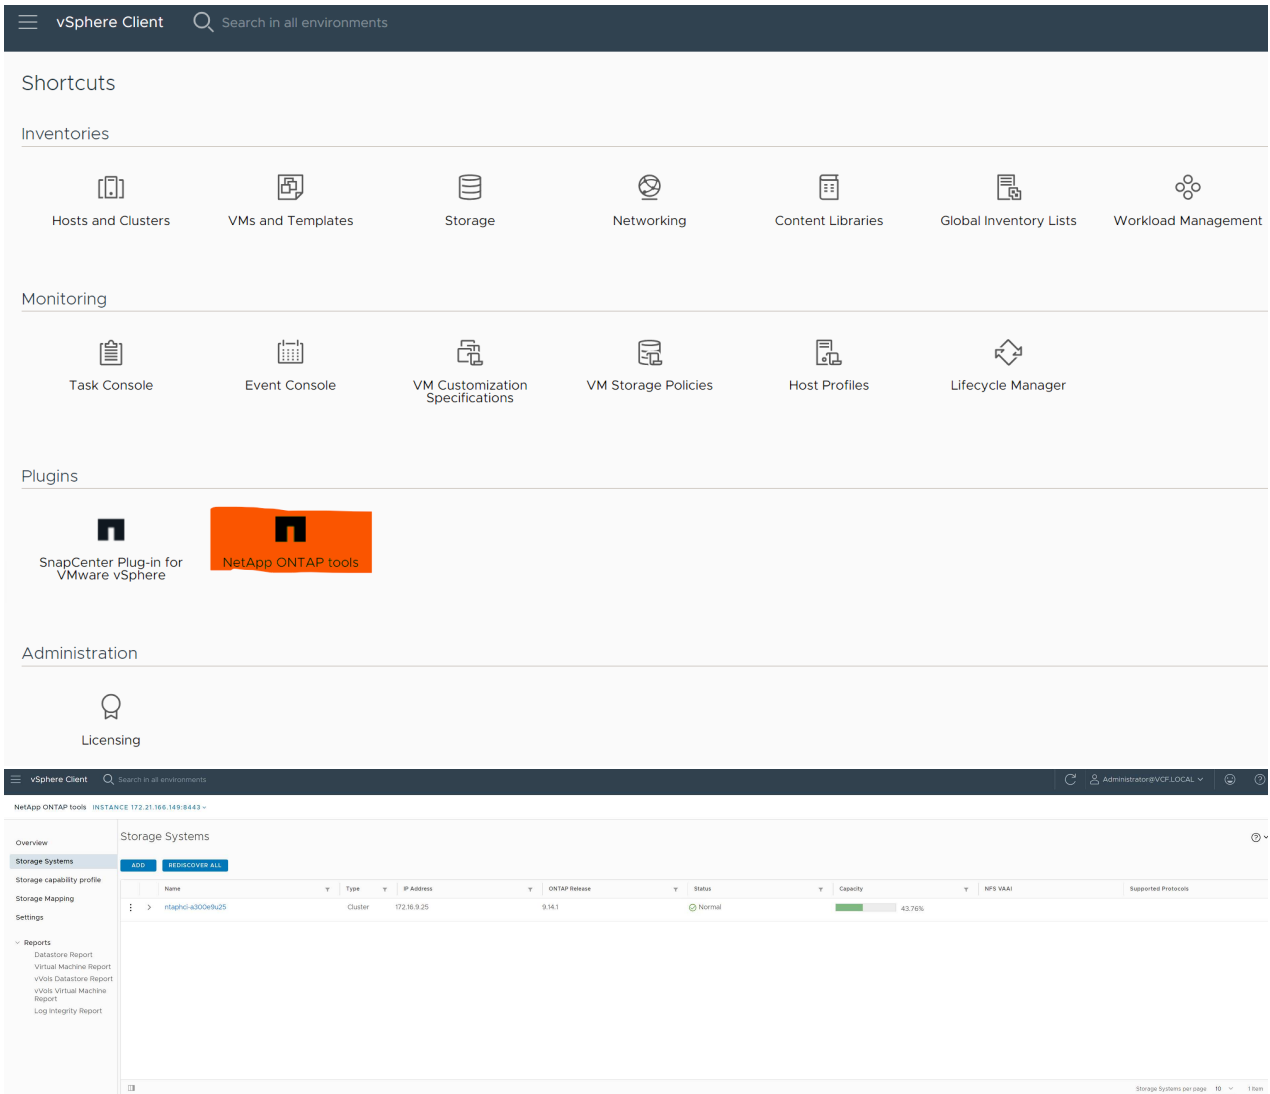 vSphere Client
Search in all environments
Shortcuts
Inventories
Hosts and Clusters
VMs and Templates
Storage
Networking
Content Libraries
Global Inventory Lists
Workload Management
Monitoring
Task Console
Event Console
VM Customization
Specifications
VM Storage Policies
Host Profiles
Lifecycle Manager
Plugins
SnapCenter Plug-in for
VMware vSphere
NetApp ONTAP tools
Administration
Licensing
vSphere Client
Search in all environments
Administrator@VCF.LOCAL
NetApp ONTAP tools INSTANCE 172.21.166.149:8443
Overview
Storage Systems
Storage capability profile
Storage Mapping
Settings
Reports
Datastore Report
Virtual Machine Report
vVols Datastore Report
vVols Virtual Machine
Report
Log Integrity Report
Storage Systems
ADD REDISCOVER ALL
Name Type IP Address ONTAP Release Status Capacity NFS VAAI Supported Protocols
ntaphci-a300e9u25 Cluster 172.16.9.25 9.14.1 Normal 43.76%
Storage Systems per page 10 1 Item